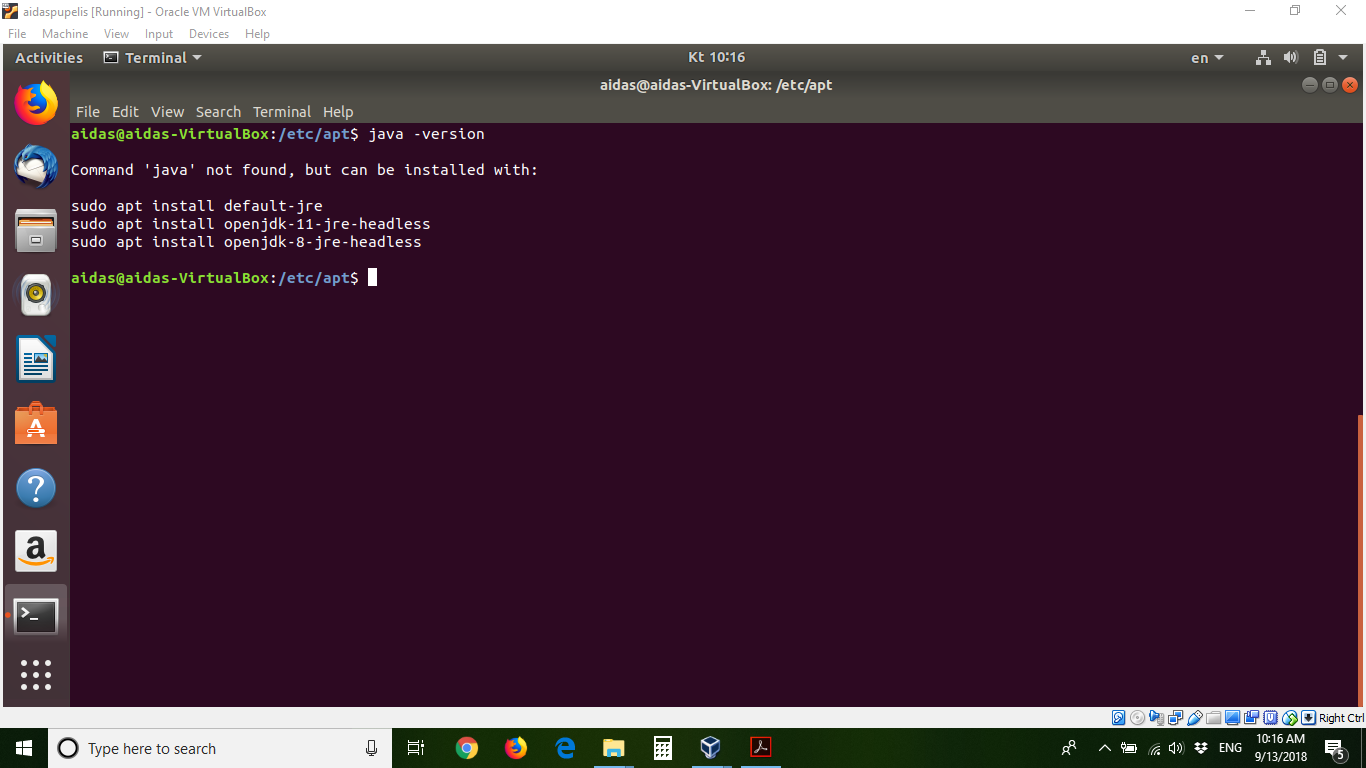 aidaspupelis [Running] - Oracle VM VirtualBox
File Machine View Input Devices Help
Activities Terminal Kt 10:16 en
aidas@aidas-VirtualBox: /etc/apt
File Edit View Search Terminal Help
aidas@aidas-VirtualBox:/etc/apt$ java -version
Command 'java' not found, but can be installed with:
sudo apt install default-jre
sudo apt install openjdk-11-jre-headless
sudo apt install openjdk-8-jre-headless
aidas@aidas-VirtualBox:/etc/apt$
Right Ctrl
Type here to search
ENG
10:16 AM
9/13/2018
5